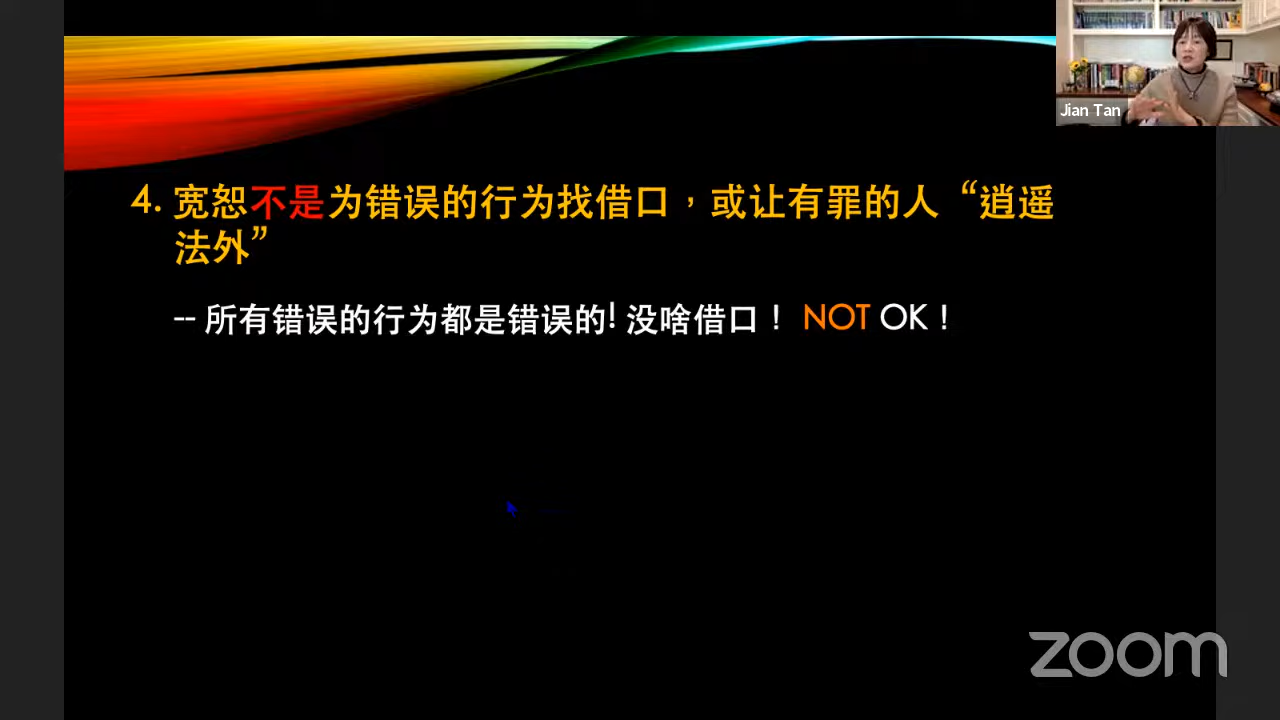 Jian Tan
4. 宽恕不是为错误的行为找借口，或让有罪的人 “逍遥
法外”
-- 所有错误的行为都是错误的! 没啥借口！ NOT OK！
zoom